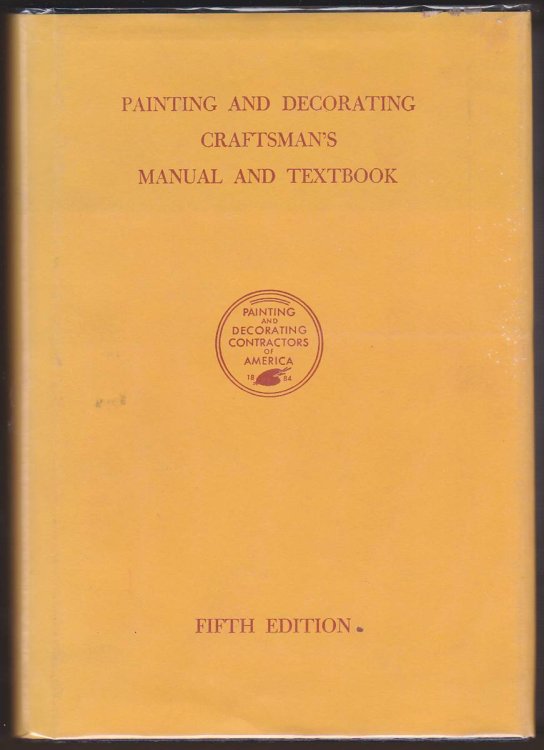 PAINTING AND DECORATING
CRAFTSMAN'S
MANUAL AND TEXTBOOK
PAINTING
AND
DECORATING
CONTRACTORS
OF
AMERICA
18 84
FIFTH EDITION